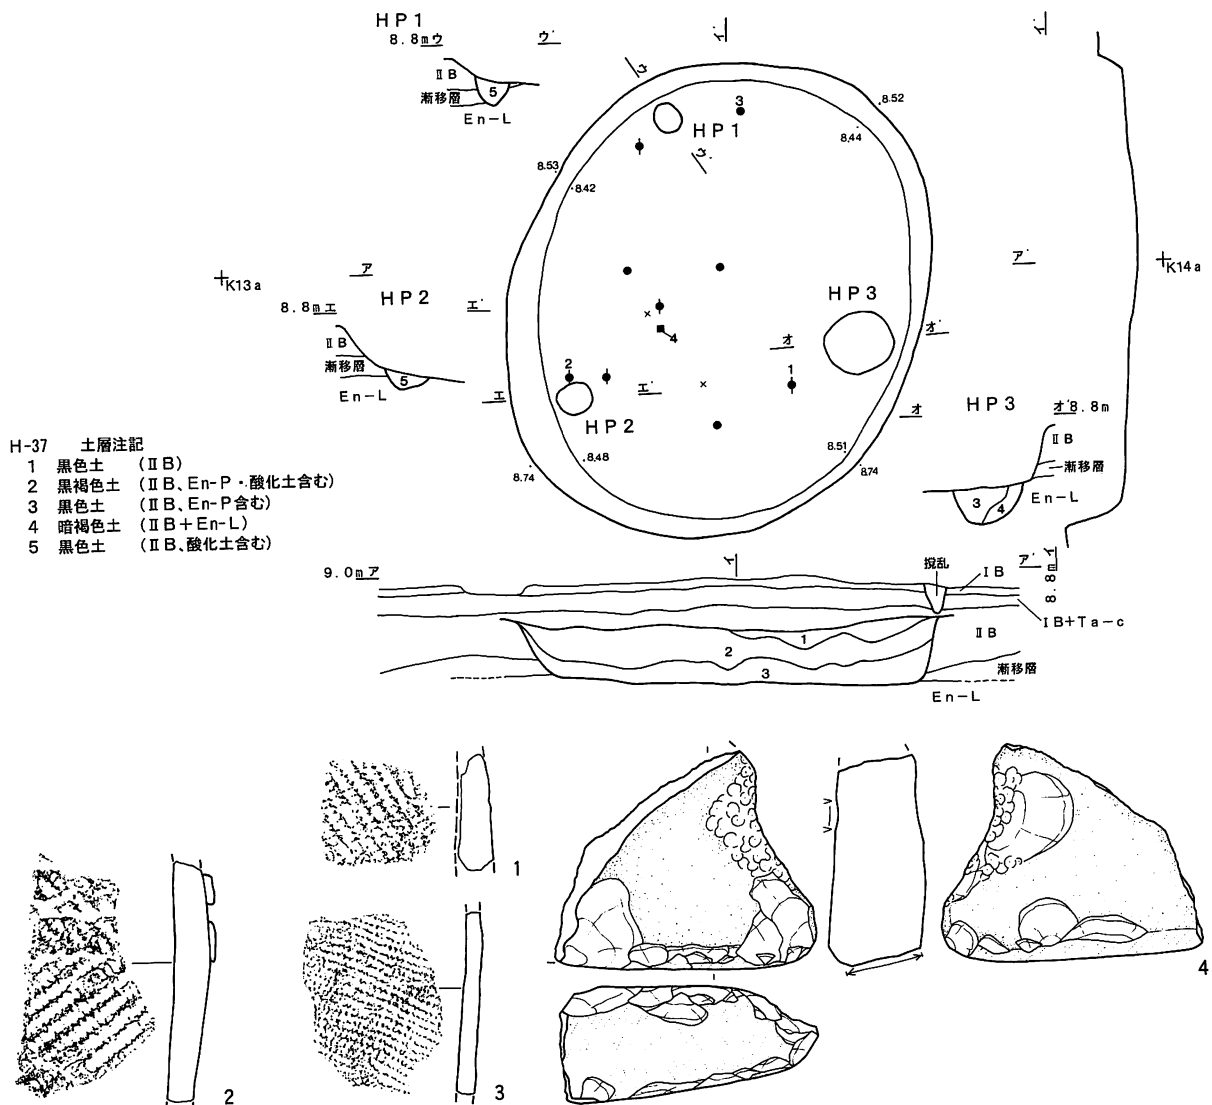 HP1
8.8mウ
ウ'
イ'
イ'
ⅡB
5
漸移層
En-L
ウ
3
HP1
8.52
8.44
ウ'
8.53
8.42
K13a
ア
ア'
K14a
HP2
8.8mエ
エ'
HP3
4
オ
オ'
ⅡB
漸移層
5
En-L
2
1
エ
エ'
HP2
オ
HP3
オ'8.8m
ⅡB
漸移層
3
4
En-L
8.51
8.48
8.74
8.74
H-37 土層注記
1 黒色土 (ⅡB)
2 黒褐色土 (ⅡB、En-P・酸化土含む)
3 黒色土 (ⅡB、En-P含む)
4 暗褐色土 (ⅡB+En-L)
5 黒色土 (ⅡB、酸化土含む)
9.0mア
イ
撹乱
ⅠB
ア'
8.8mイ
ⅠB+Ta-c
1
ⅡB
2
漸移層
3
En-L
1
2
3
4